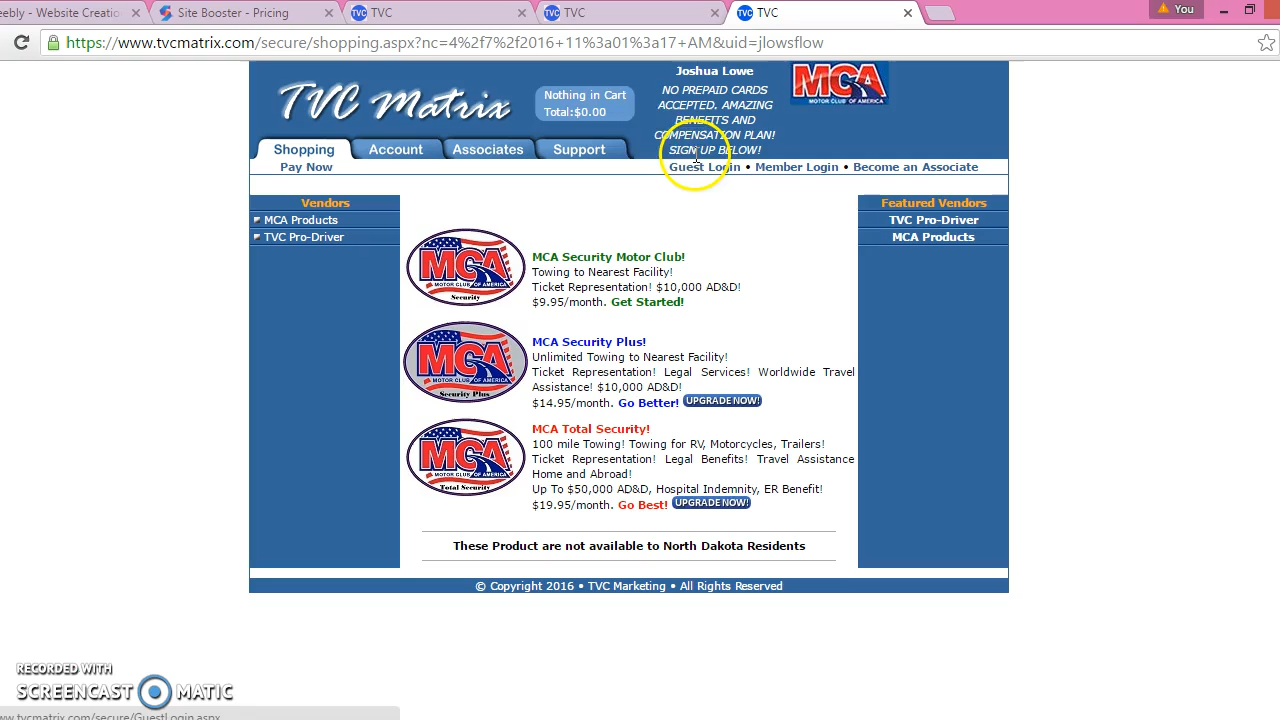 eebly - Website Creatio
Site Booster - Pricing
TVC
TVC
TVC
You
https://www.tvcmatrix.com/secure/shopping.aspx?nc=4%2f7%2f2016+11%3a01%3a17+AM&uid=jlowsflow
TVC Matrix
Nothing in Cart
Total:$0.00
Joshua Lowe
NO PREPAID CARDS
ACCEPTED. AMAZING
BENEFITS AND
COMPENSATION PLAN!
SIGN UP BELOW!
MCA
MOTOR CLUB OF AMERICA
Shopping
Account
Associates
Support
Pay Now
Guest Login • Member Login • Become an Associate
Vendors
MCA Products
TVC Pro-Driver
Featured Vendors
TVC Pro-Driver
MCA Products
MCA
MOTOR CLUB OF AMERICA
Security
MCA Security Motor Club!
Towing to Nearest Facility!
Ticket Representation! $10,000 AD&D!
$9.95/month. Get Started!
MCA
MOTOR CLUB OF AMERICA
Security Plus
MCA Security Plus!
Unlimited Towing to Nearest Facility!
Ticket Representation! Legal Services! Worldwide Travel
Assistance! $10,000 AD&D!
$14.95/month. Go Better! UPGRADE NOW!
MCA
MOTOR CLUB OF AMERICA
Total Security
MCA Total Security!
100 mile Towing! Towing for RV, Motorcycles, Trailers!
Ticket Representation! Legal Benefits! Travel Assistance
Home and Abroad!
Up To $50,000 AD&D, Hospital Indemnity, ER Benefit!
$19.95/month. Go Best! UPGRADE NOW!
These Product are not available to North Dakota Residents
© Copyright 2016 • TVC Marketing • All Rights Reserved
RECORDED WITH
SCREENCAST MATIC
ww.tvcmatrix.com/secure/GuestLogin.aspx